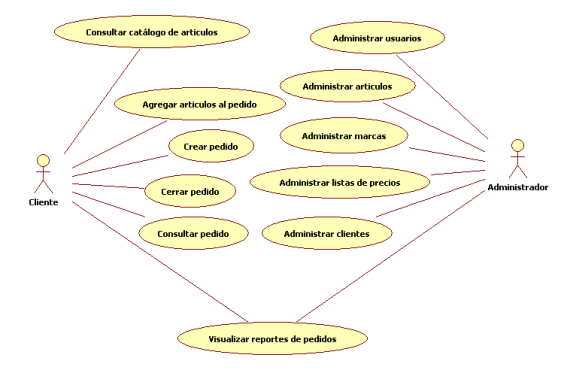 Consultar catálogo de articulos
Administrar usuarios
Administrar articulos
Agregar articulos al pedido
Administrar marcas
Crear pedido
Administrar listas de precios
Cerrar pedido
Cliente
Administrador
Consultar pedido
Administrar clientes
Visualizar reportes de pedidos